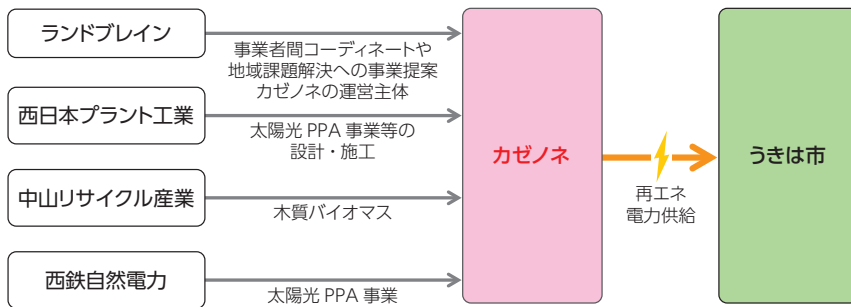 ランドブレイン
事業者間コーディネートや
地域課題解決への事業提案
カゼノネの運営主体
西日本プラント工業
太陽光 PPA 事業等の
設計・施工
中山リサイクル産業
木質バイオマス
西鉄自然電力
太陽光 PPA 事業
カゼノネ
再エネ
電力供給
うきは市